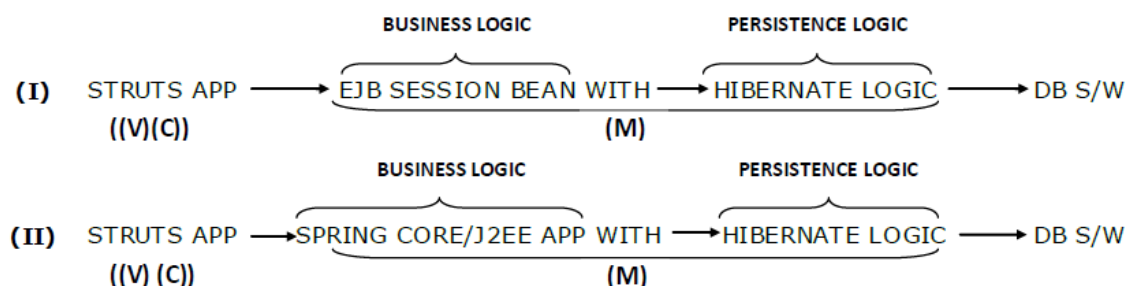 BUSINESS LOGIC PERSISTENCE LOGIC
(I) STRUTS APP EJB SESSION BEAN WITH HIBERNATE LOGIC DB S/W
((V)(C)) (M)
BUSINESS LOGIC PERSISTENCE LOGIC
(II) STRUTS APP SPRING CORE/J2EE APP WITH HIBERNATE LOGIC DB S/W
((V) (C)) (M)